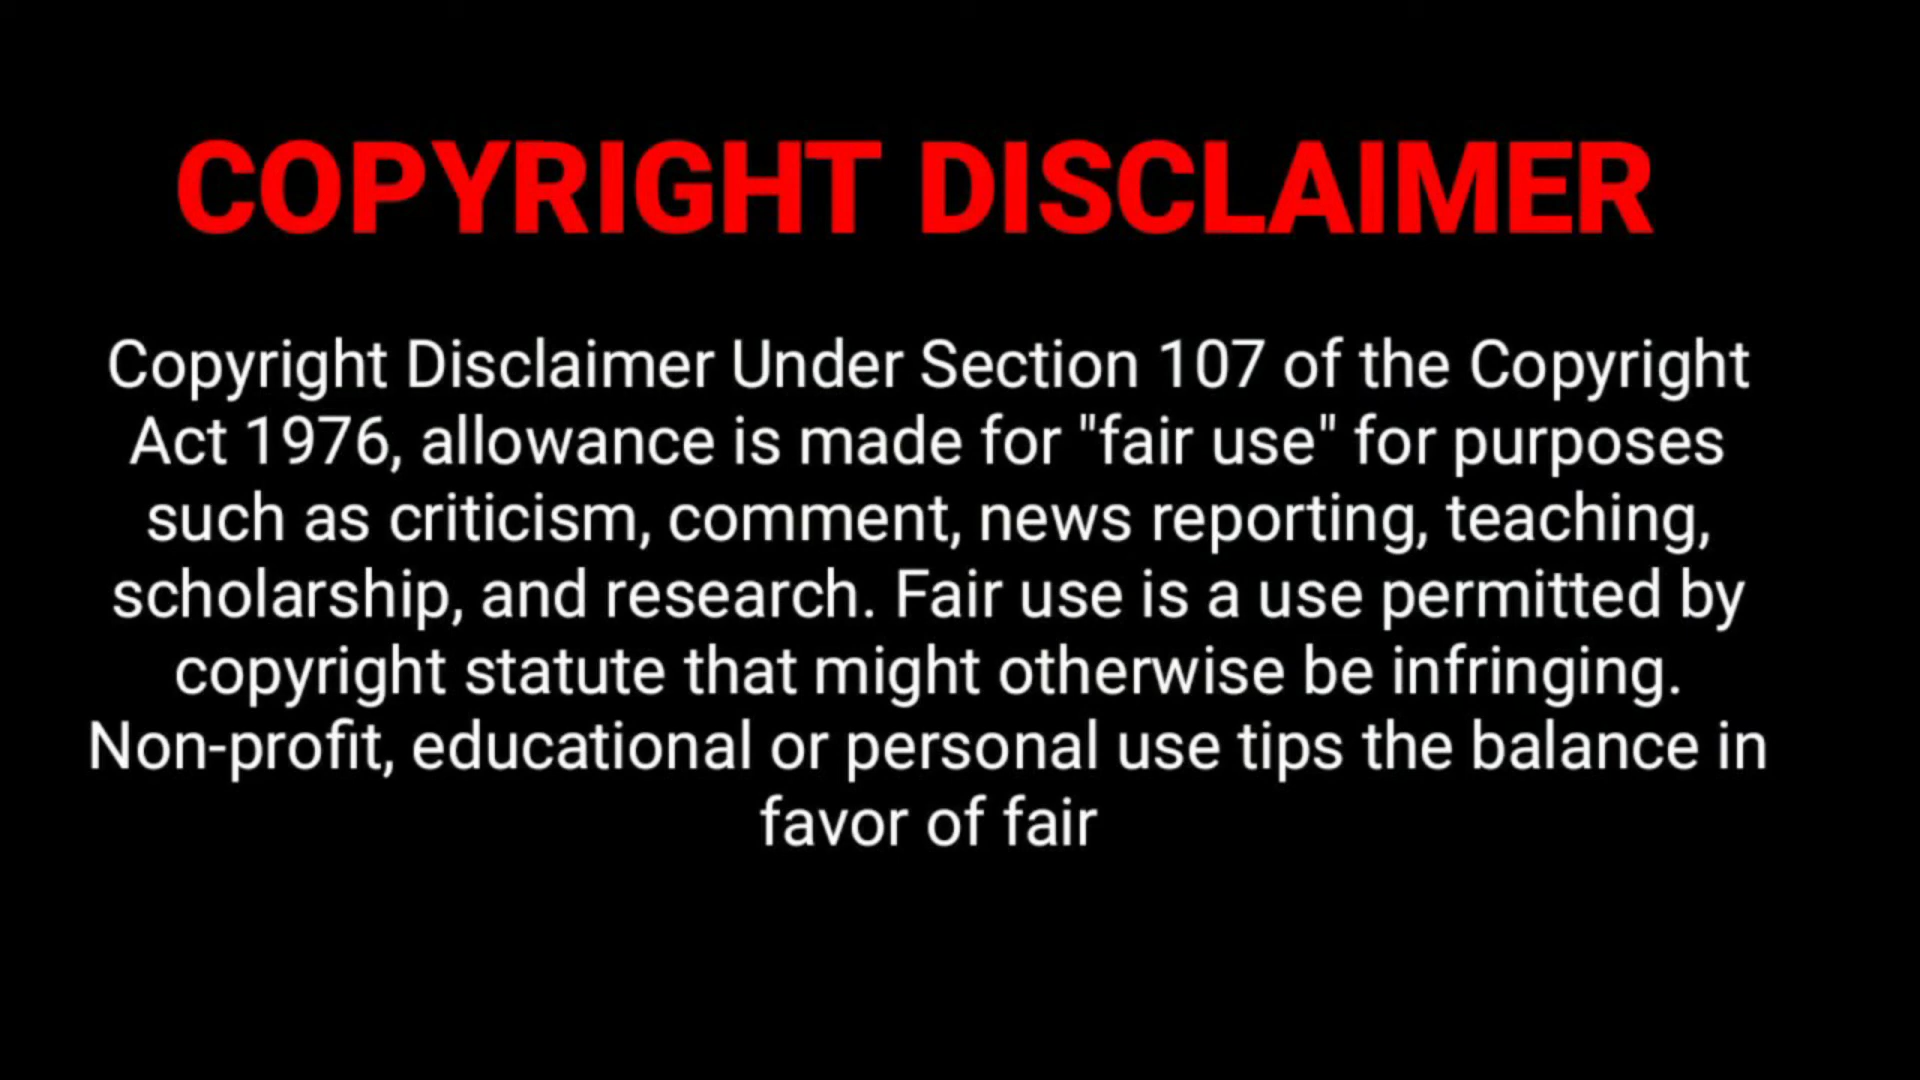 COPYRIGHT DISCLAIMER
Copyright Disclaimer Under Section 107 of the Copyright
Act 1976, allowance is made for "fair use" for purposes
such as criticism, comment, news reporting, teaching,
scholarship, and research. Fair use is a use permitted by
copyright statute that might otherwise be infringing.
Non-profit, educational or personal use tips the balance in
favor of fair